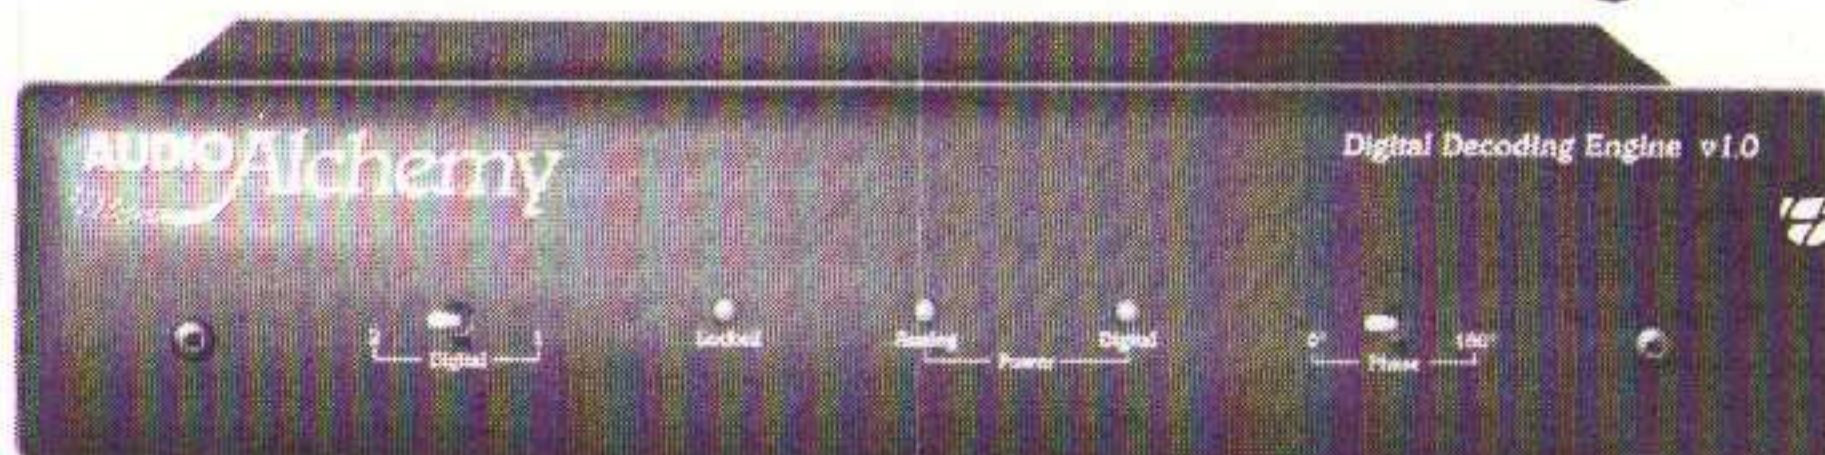 AUDIO Alchemy
Digital Decoding Engine v1.0
2 1
Digital
Locked
Analog Digital
Power
0° 180°
Phase